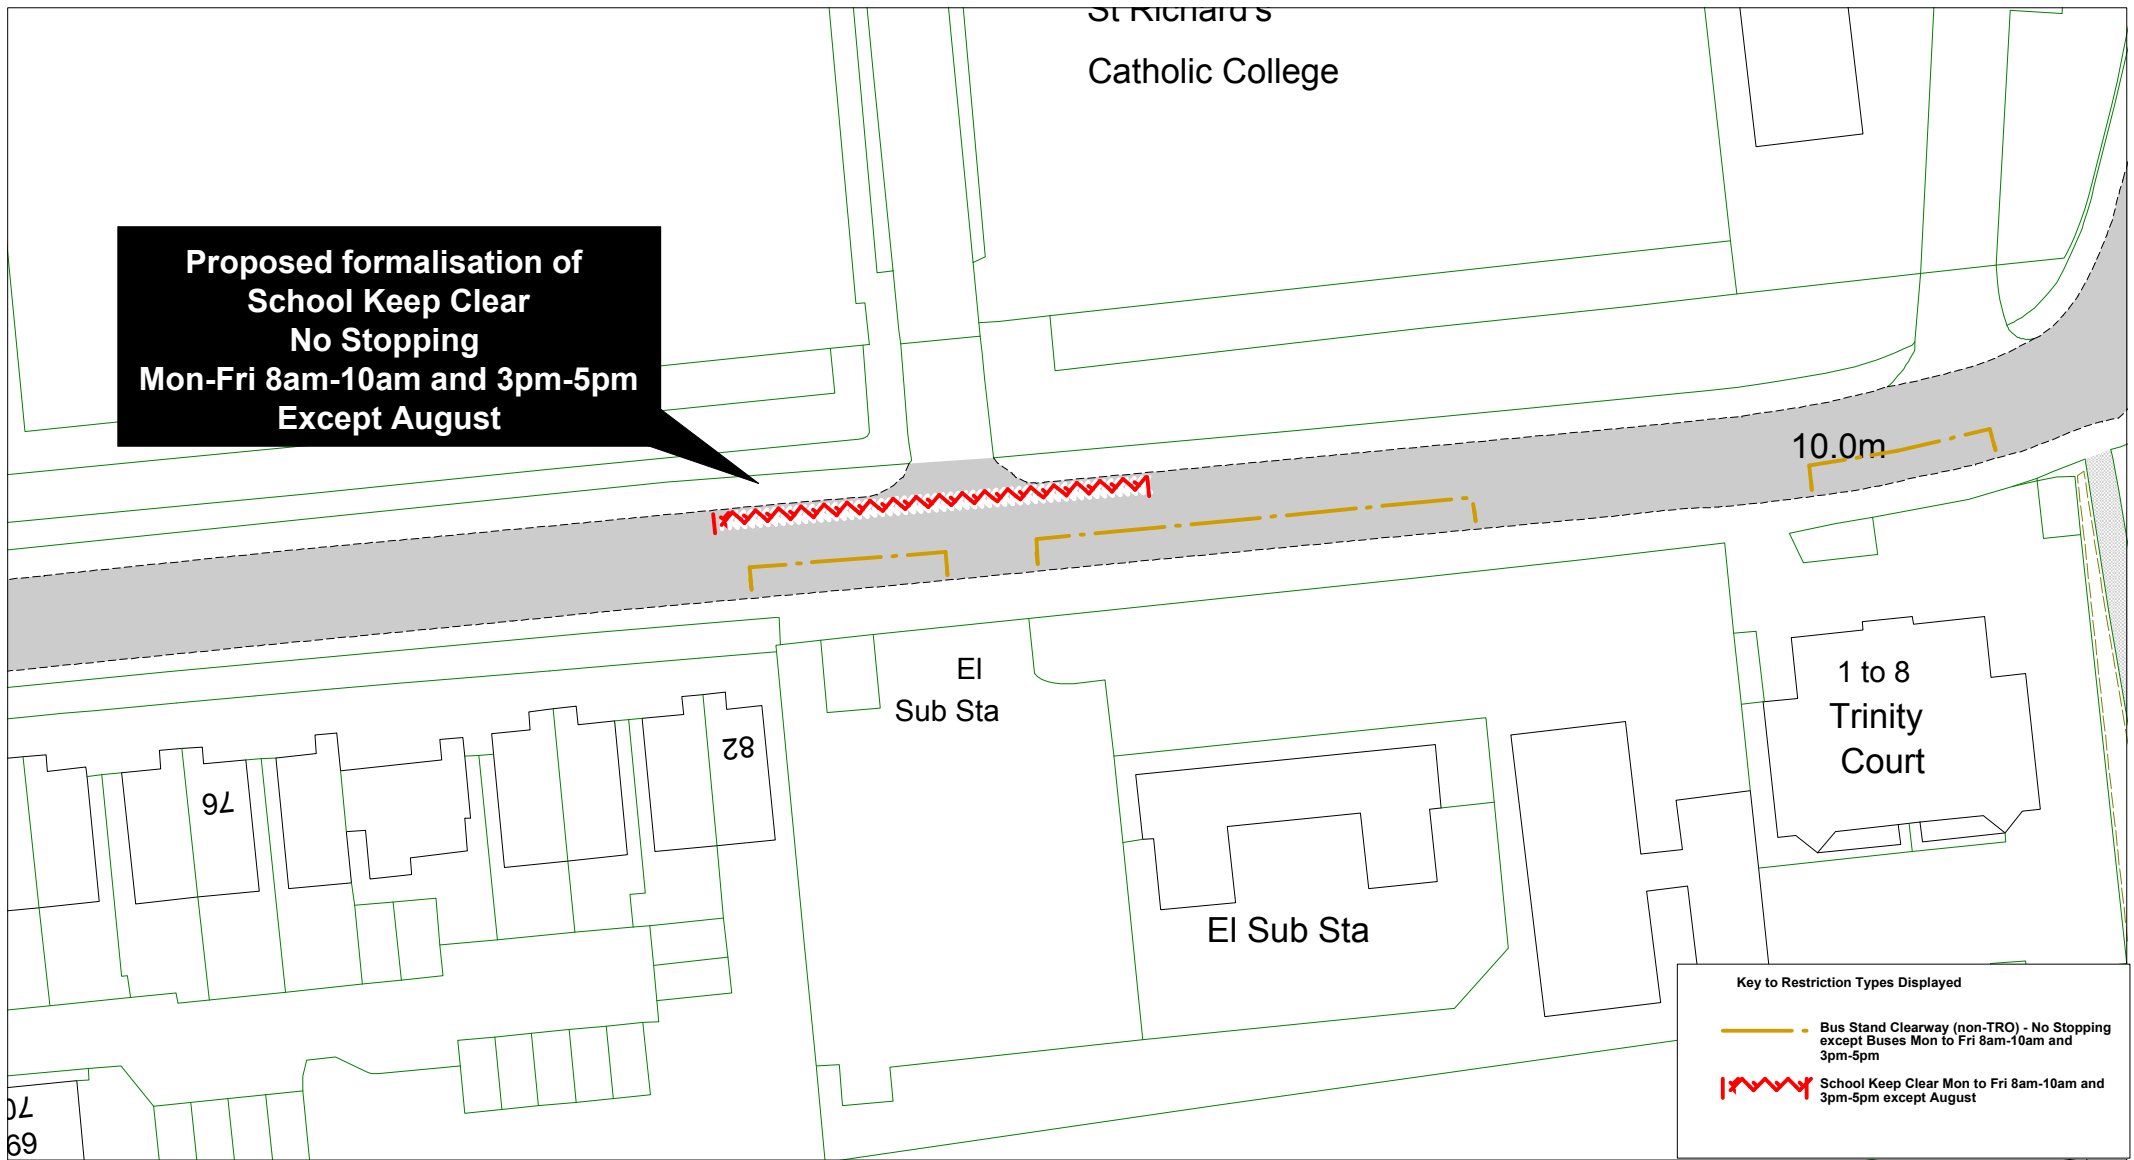 St Richard's
Catholic College
Proposed formalisation of
School Keep Clear
No Stopping
Mon-Fri 8am-10am and 3pm-5pm
Except August
10.0m
El
Sub Sta
1 to 8
Trinity
Court
82
76
El Sub Sta
70
69
Key to Restriction Types Displayed
Bus Stand Clearway (non-TRO) - No Stopping
except Buses Mon to Fri 8am-10am and
3pm-5pm
School Keep Clear Mon to Fri 8am-10am and
3pm-5pm except August